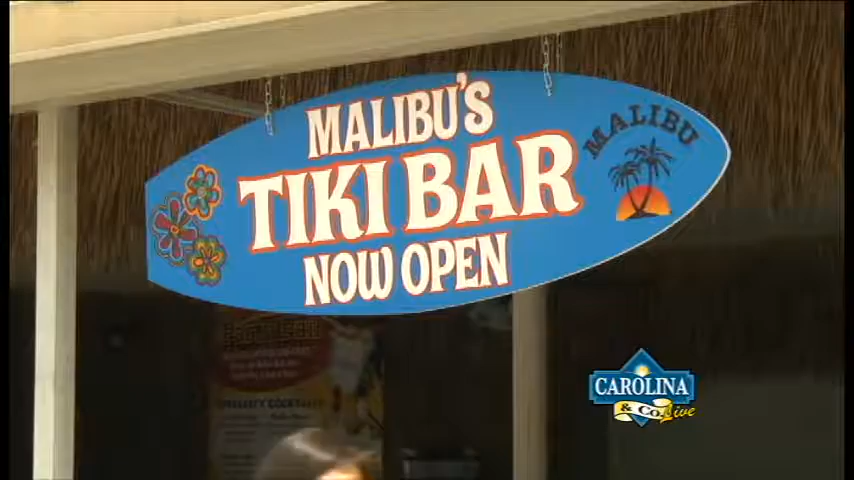 MALIBU'S
TIKI BAR
NOW OPEN
MALIBU
CAROLINA
& Co. Live